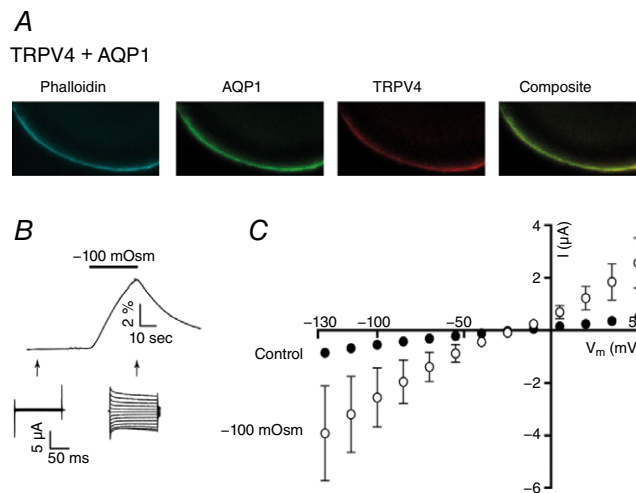 A
TRPV4 + AQP1
Phalloidin AQP1 TRPV4 Composite
B
−100 mOsm
2 %
10 sec
5 µA
50 ms
C
4
2
−2
−4
−6
I (µA)
−130 −100 −50
Vm (mV
Control
−100 mOsm